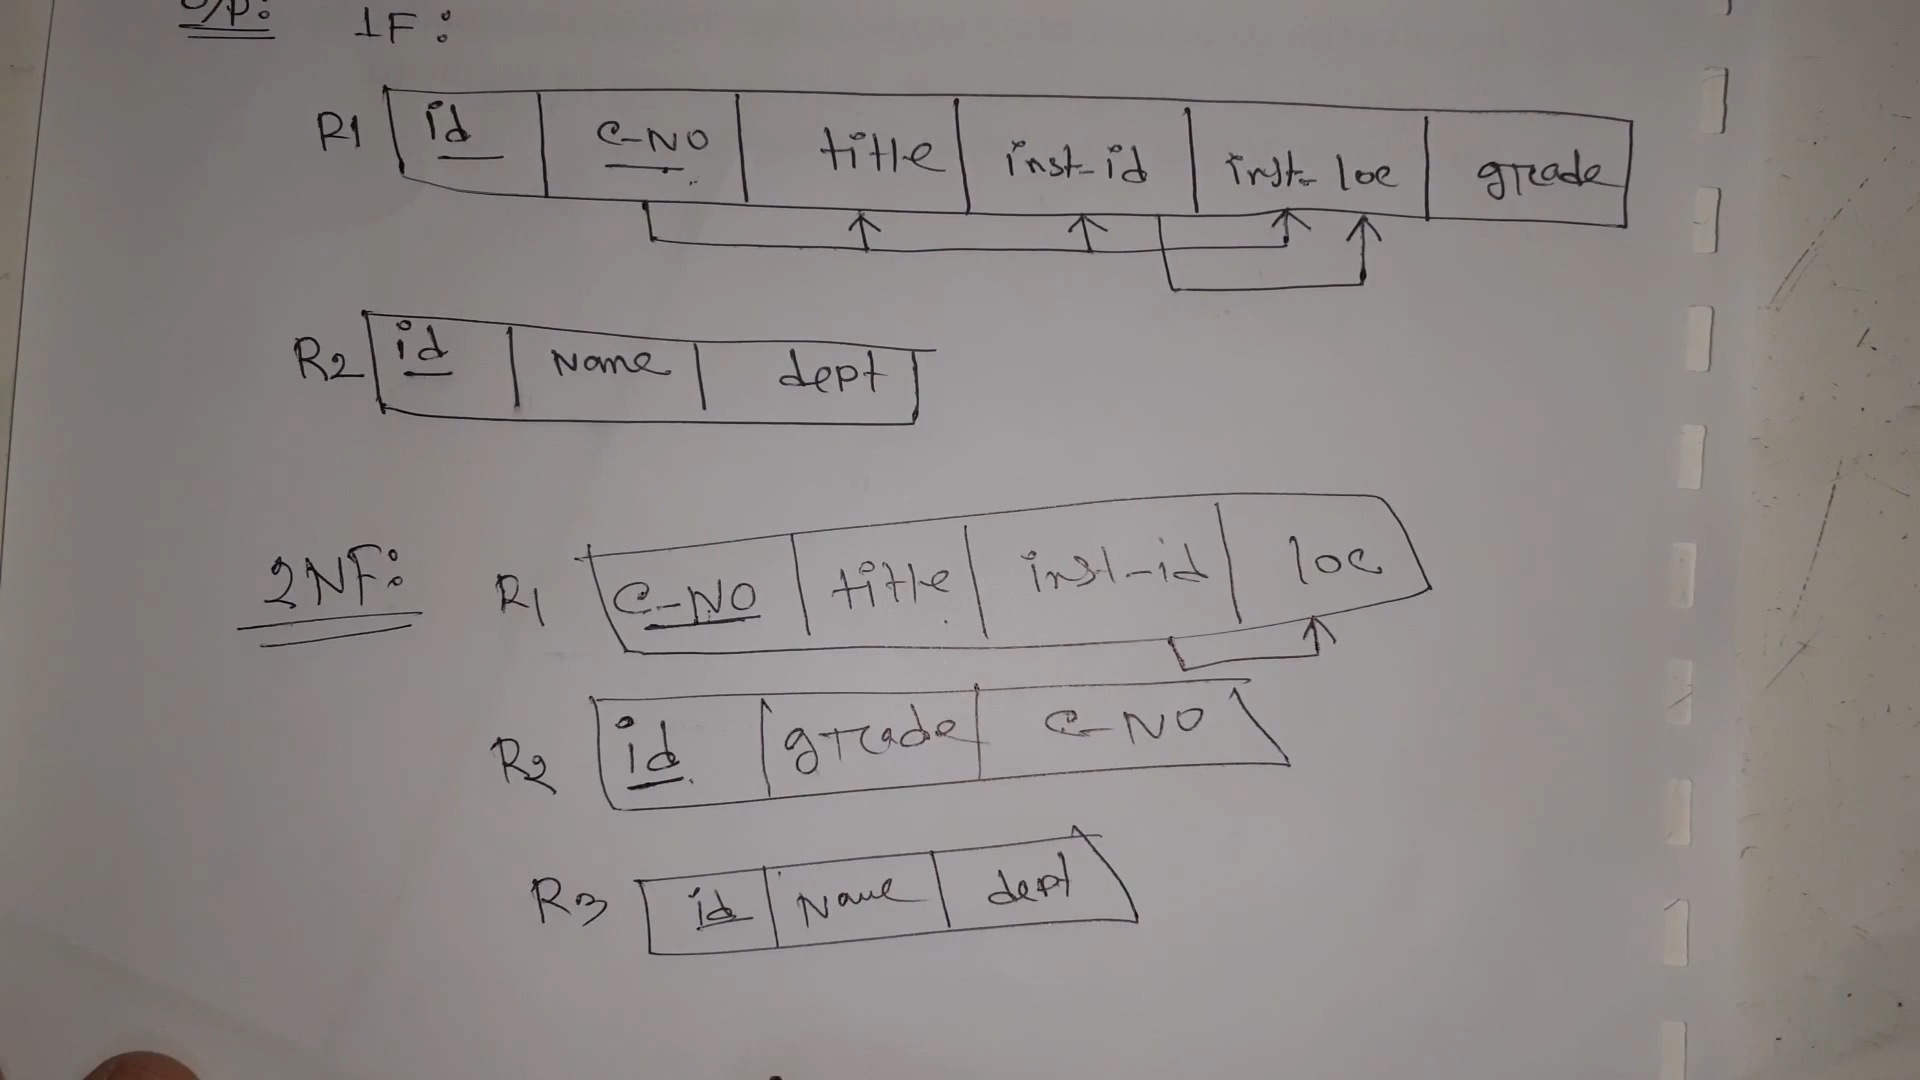 O/P: 1F:
R1 id C-NO title inst-id inst-loc grade
R2 id Name dept
2NF: R1 C-NO title inst-id loc
R2 id grade C-NO
R3 id Name dept